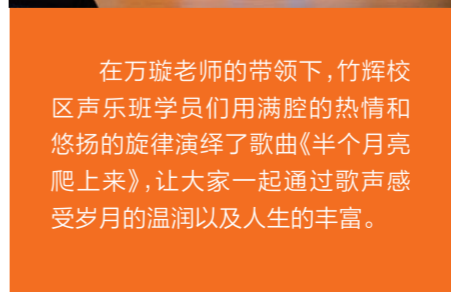 在万璇老师的带领下，竹辉校
区声乐班学员们用满腔的热情和
悠扬的旋律演绎了歌曲《半个月亮
爬上来》，让大家一起通过歌声感
受岁月的温润以及人生的丰富。